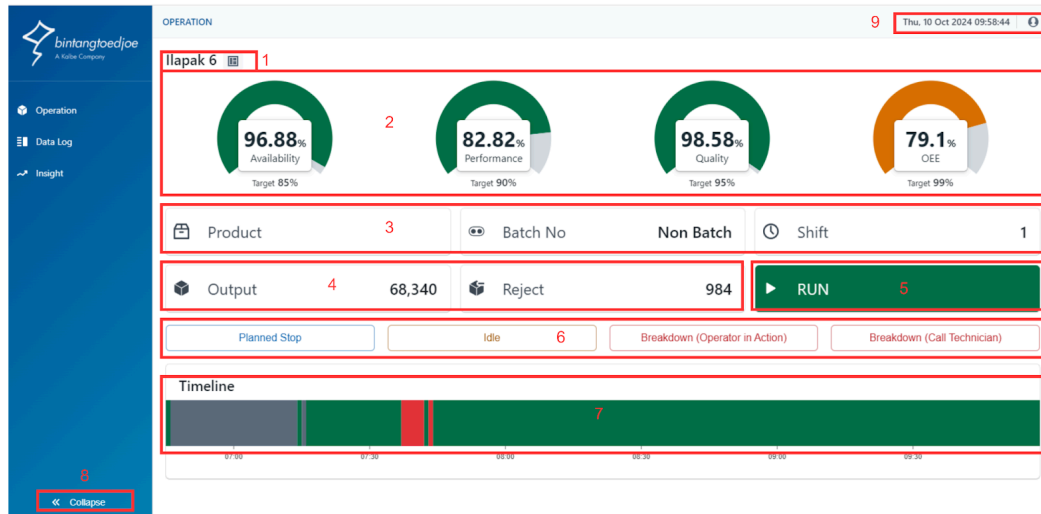 bintangtoedjoe
A Kalbe Company
OPERATION
9
Thu, 10 Oct 2024 09:58:44
Ilapak 6
1
Operation
Data Log
Insight
2
96.88%
Availability
Target 85%
82.82%
Performance
Target 90%
98.58%
Quality
Target 95%
79.1%
OEE
Target 99%
Product
3
Batch No
Non Batch
Shift
1
Output
4
68,340
Reject
984
RUN
5
Planned Stop
Idle
6
Breakdown (Operator in Action)
Breakdown (Call Technician)
Timeline
7
07:00
07:30
08:00
08:30
09:00
09:30
8
Collapse